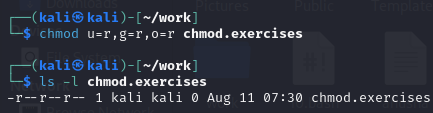 ┌──(kali㉿kali)-[~/work]
└─$ chmod u=r,g=r,o=r chmod.exercises
┌──(kali㉿kali)-[~/work]
└─$ ls -l chmod.exercises
-r--r--r-- 1 kali kali 0 Aug 11 07:30 chmod.exercises